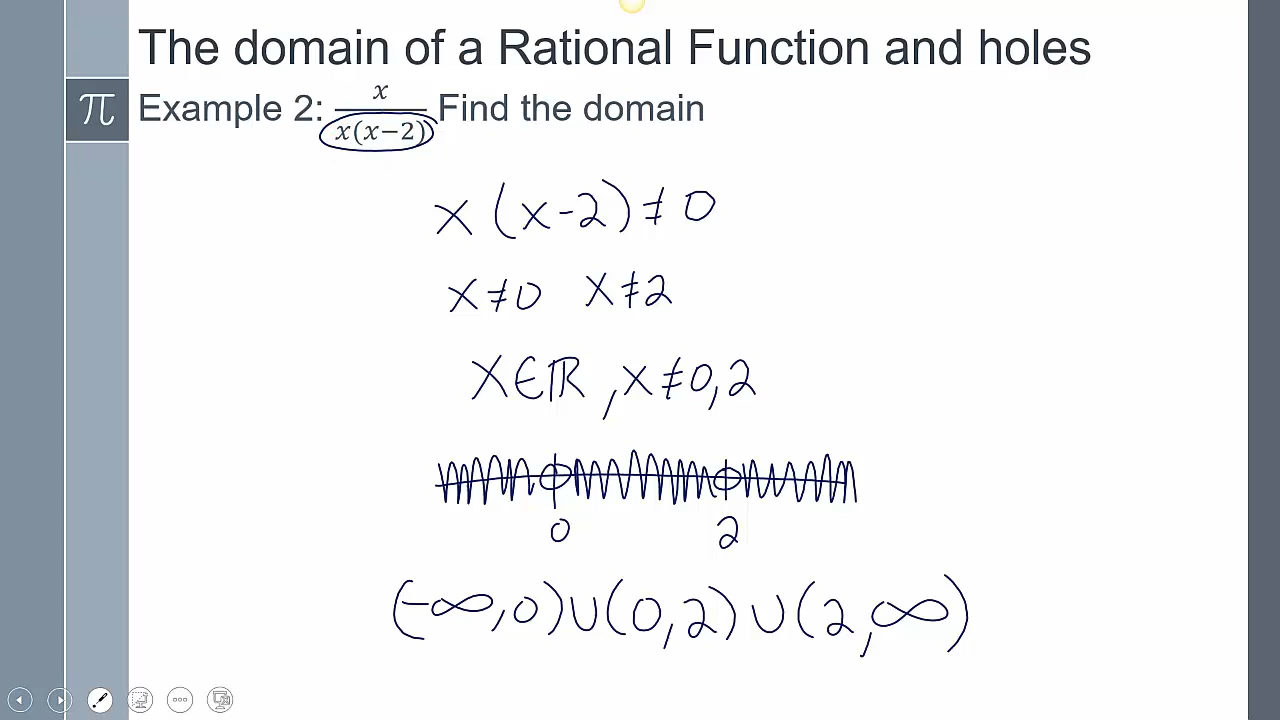 The domain of a Rational Function and holes
π
Example 2: x/x(x−2) Find the domain
x (x-2) ≠ 0
x≠0 x≠2
x∈ℝ, x≠0,2
0 2
(-∞,0)∪(0,2)∪(2,∞)